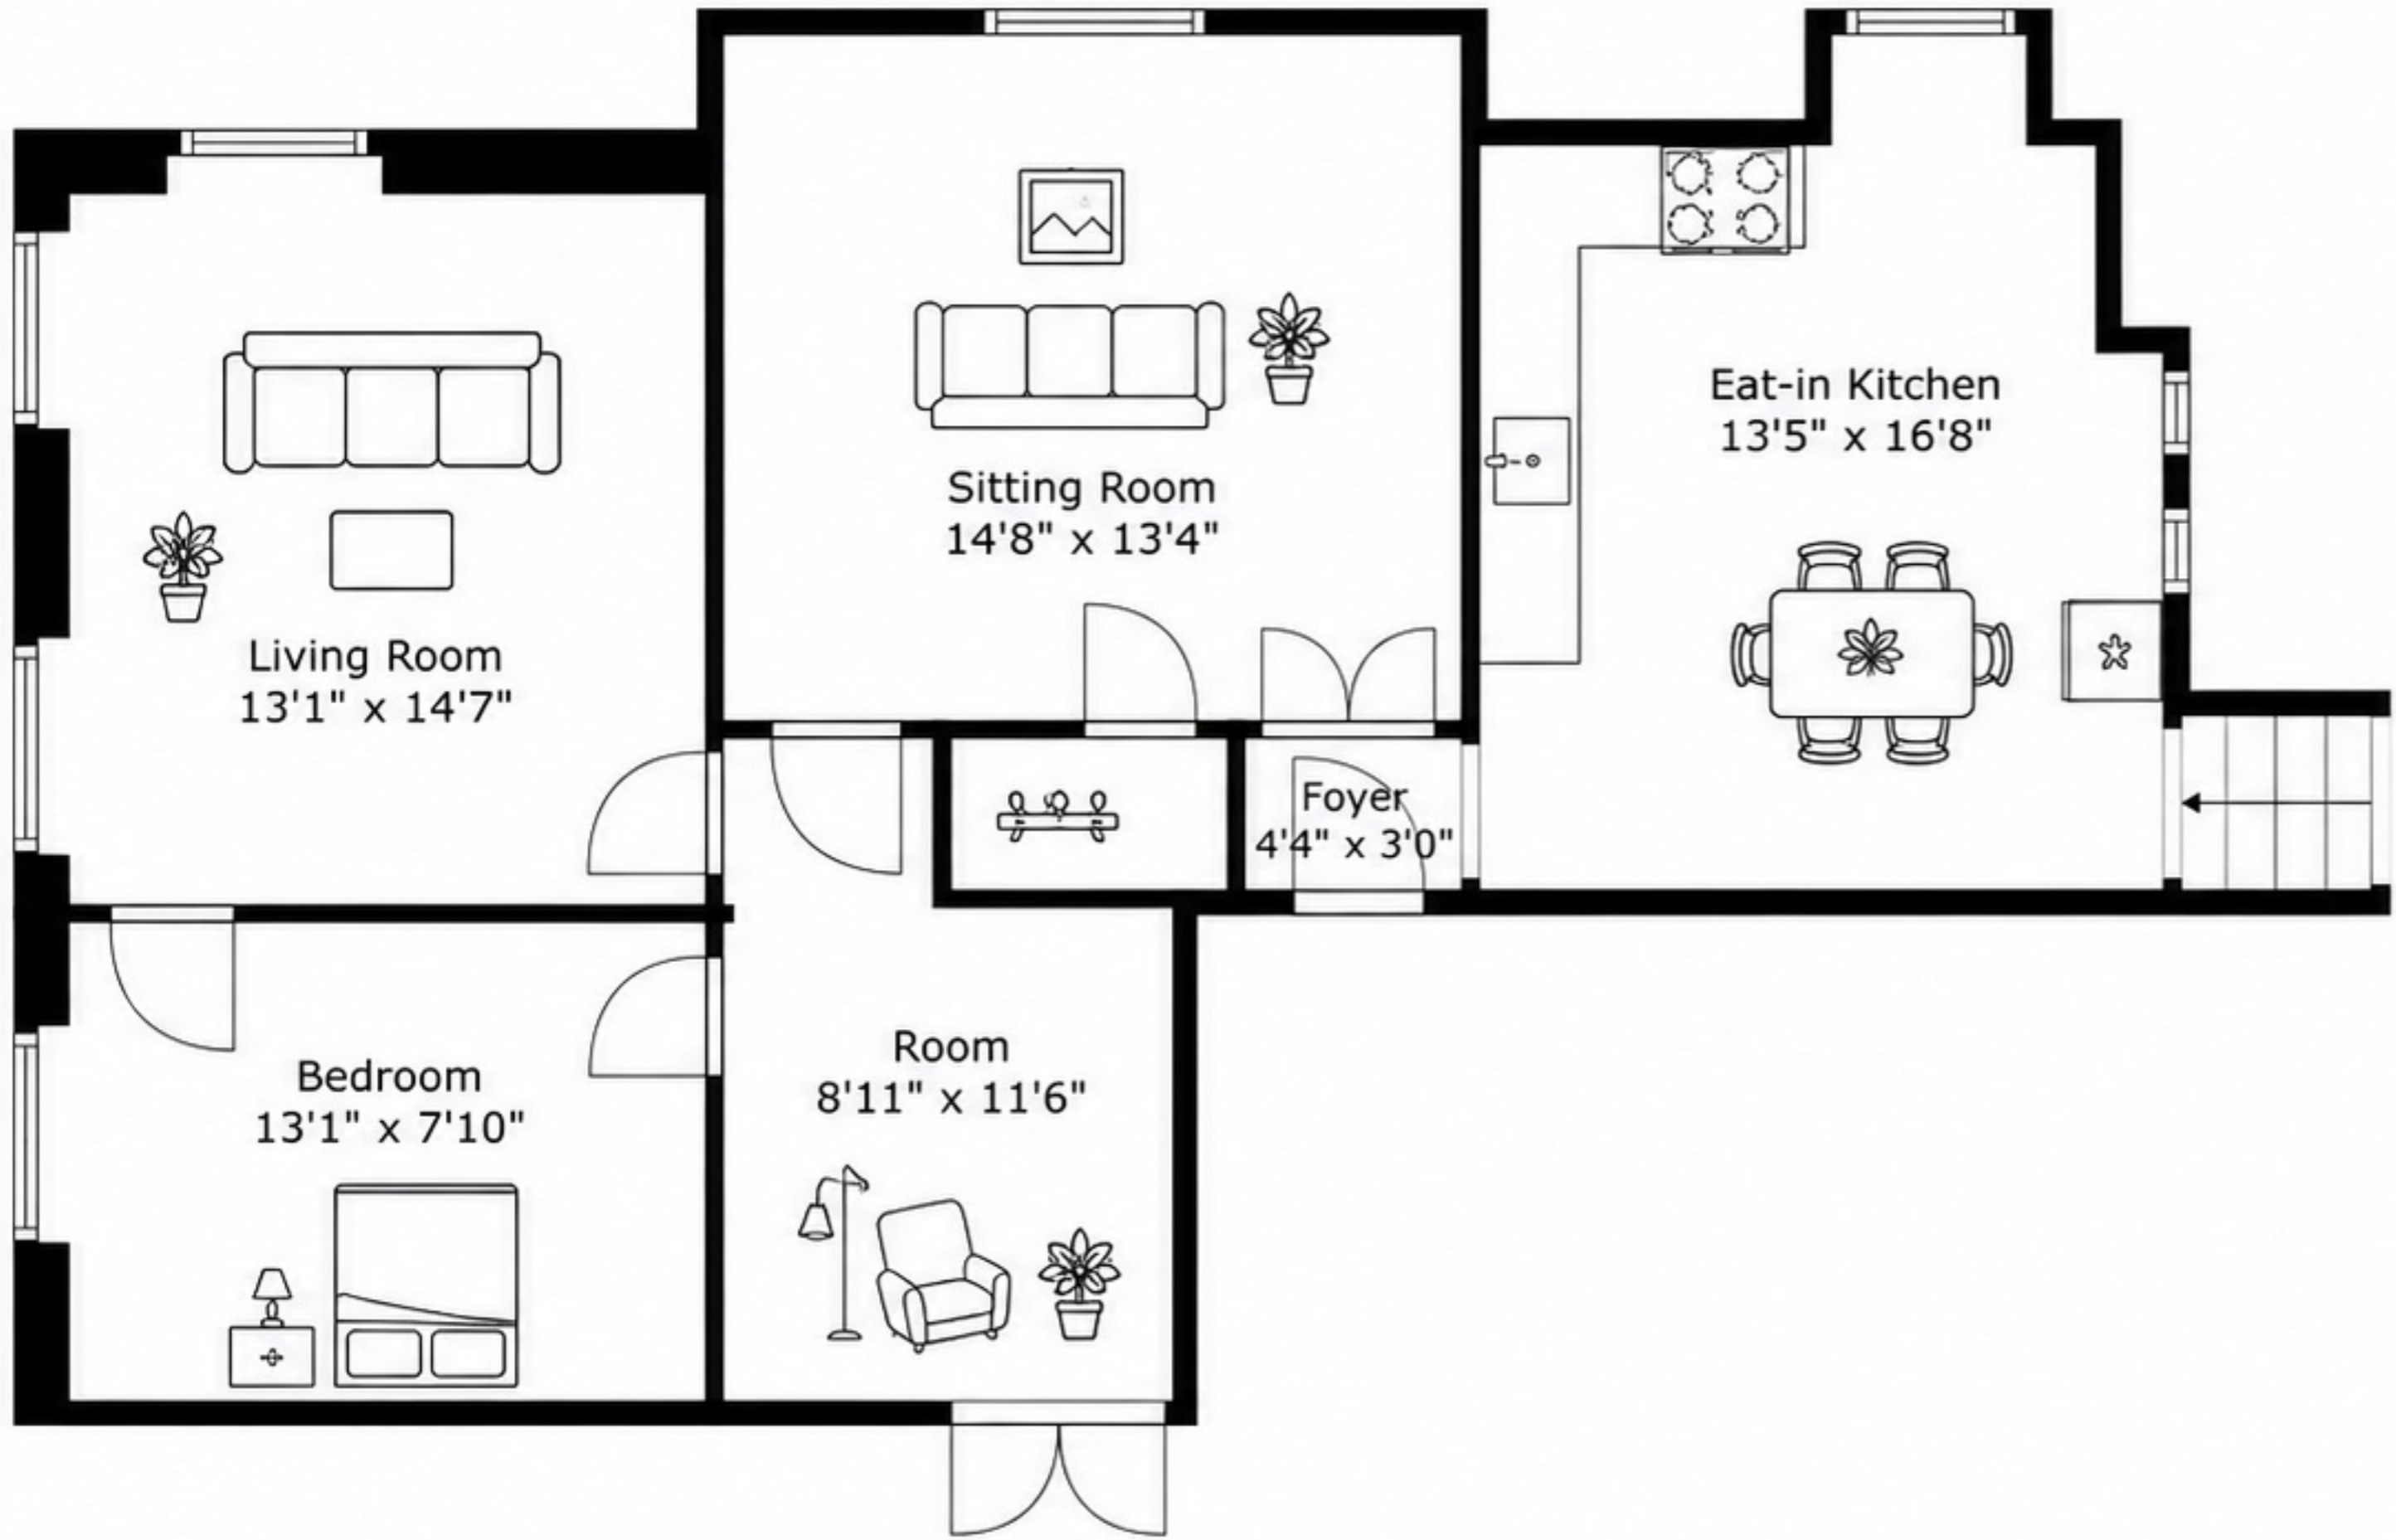 Eat-in Kitchen
13'5" x 16'8"
Sitting Room
14'8" x 13'4"
Living Room
13'1" x 14'7"
Foyer
4'4" x 3'0"
Room
8'11" x 11'6"
Bedroom
13'1" x 7'10"